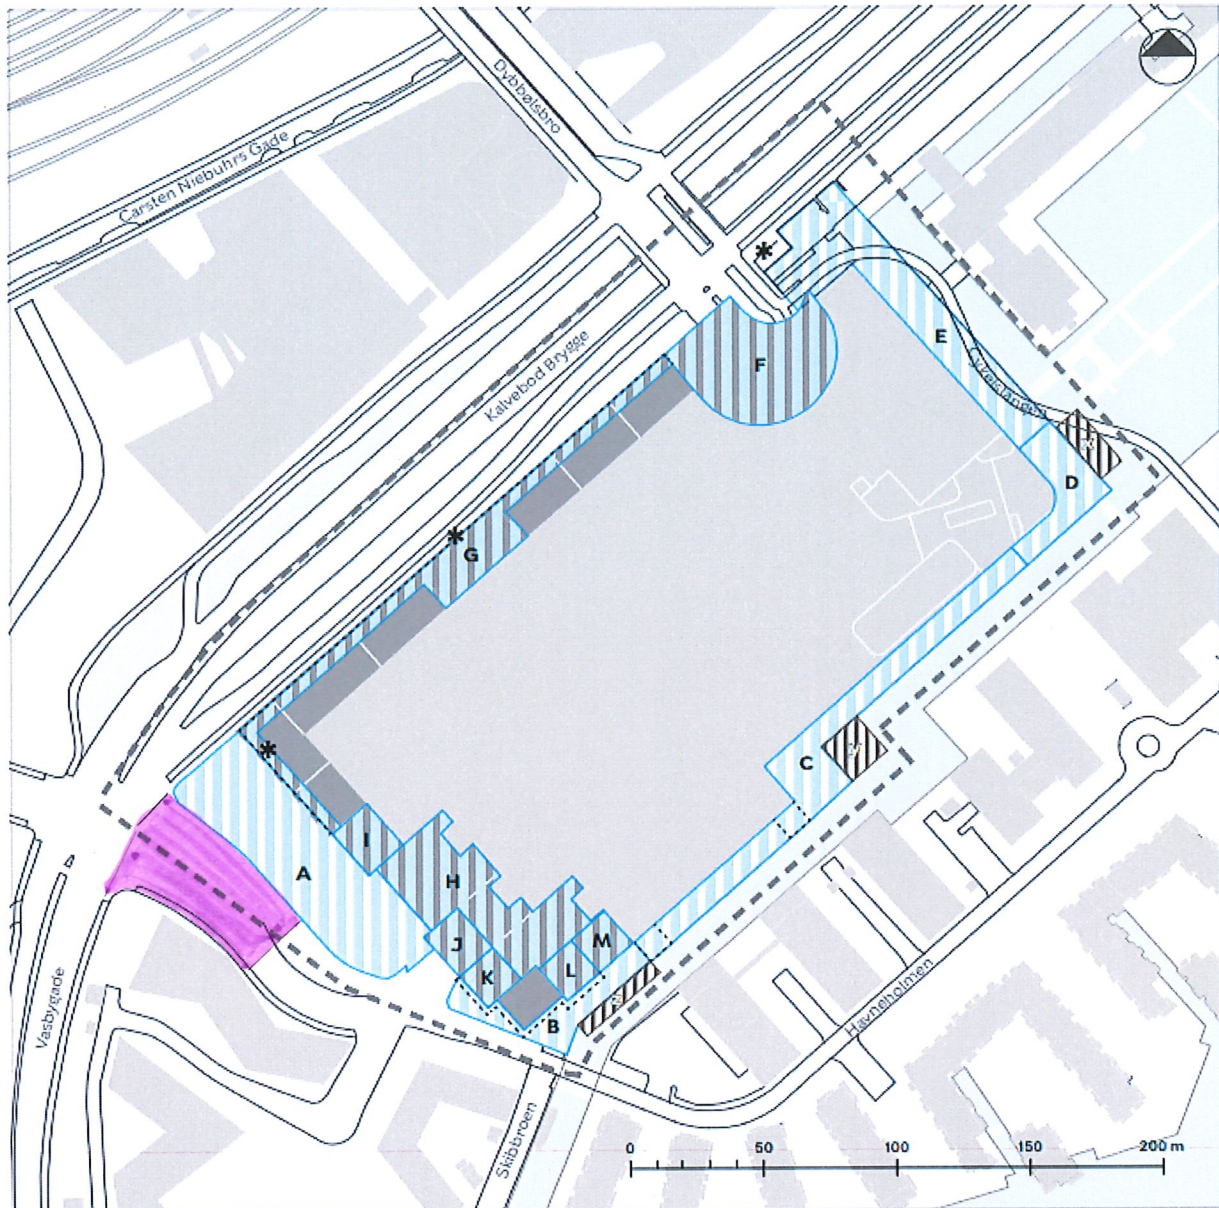 Dybbølsbro
Carsten Niebuhrs Gade
Kalvebod Brygge
Cykelslangen
F
E
D
G
C
A
I
H
J
K
L
M
B
Vasbygade
Havneholmen
Skibbroen
0 50 100 150 200 m